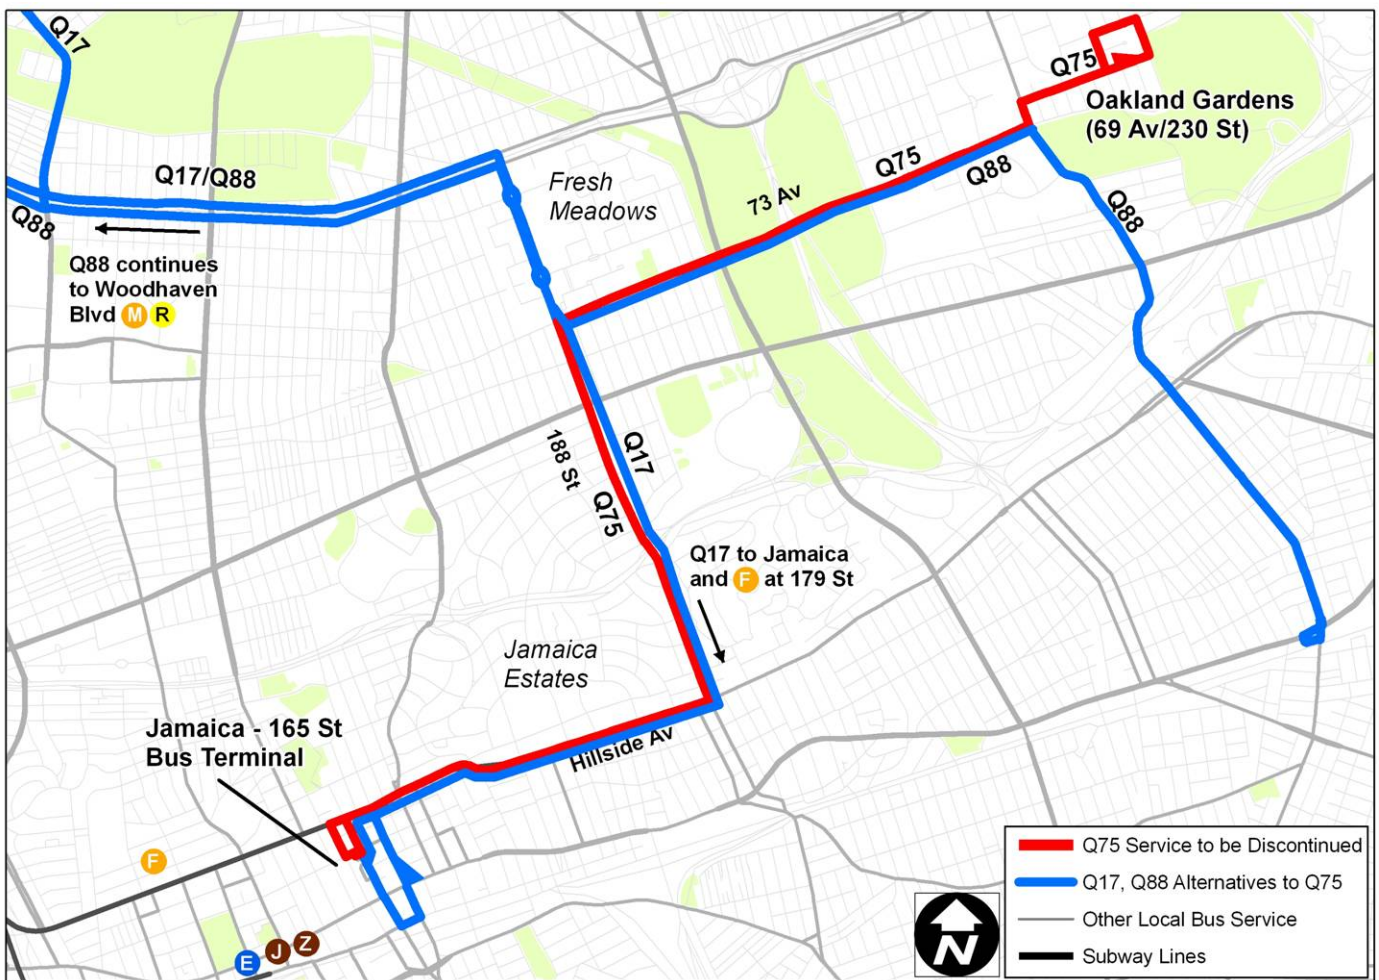 Q17
Q75
Oakland Gardens
(69 Av/230 St)
Q17/Q88
Fresh
Meadows
Q75
Q88
73 Av
Q88
Q88
Q88 continues
to Woodhaven
Blvd M R
188 St
Q17
Q75
Q17 to Jamaica
and F at 179 St
Jamaica
Estates
Jamaica - 165 St
Bus Terminal
Hillside Av
F
E J Z
N
Q75 Service to be Discontinued
Q17, Q88 Alternatives to Q75
Other Local Bus Service
Subway Lines